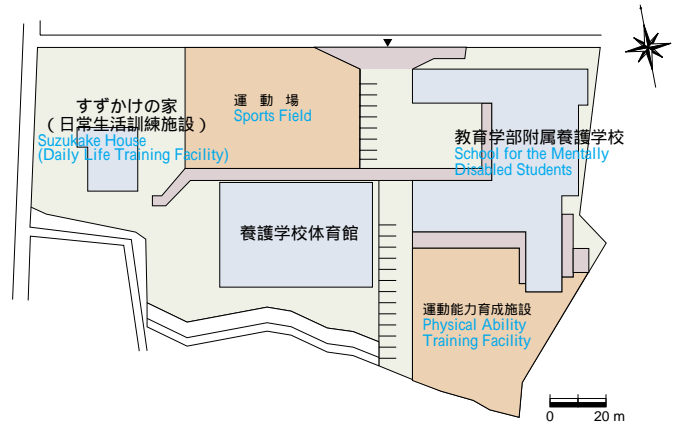 すずかけの家
（日常生活訓練施設）
Suzukake House
(Daily Life Training Facility)
運 動 場
Sports Field
教育学部附属養護学校
School for the Mentally
Disabled Students
養護学校体育館
運動能力育成施設
Physical Ability
Training Facility
0 20 m